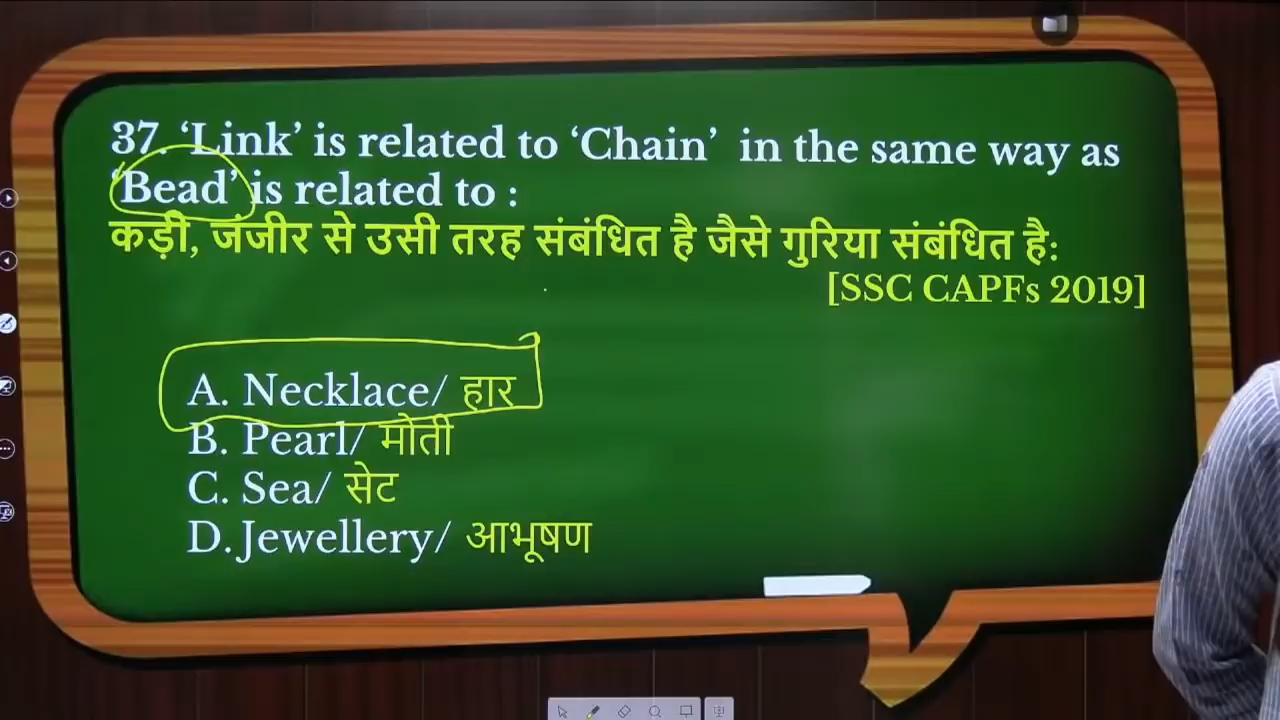 37. ‘Link’ is related to ‘Chain’ in the same way as
‘Bead’ is related to :
कड़ी, जंजीर से उसी तरह संबंधित है जैसे गुरिया संबंधित है:
[SSC CAPFs 2019]
A. Necklace/ हार
B. Pearl/ मोती
C. Sea/ सेट
D. Jewellery/ आभूषण